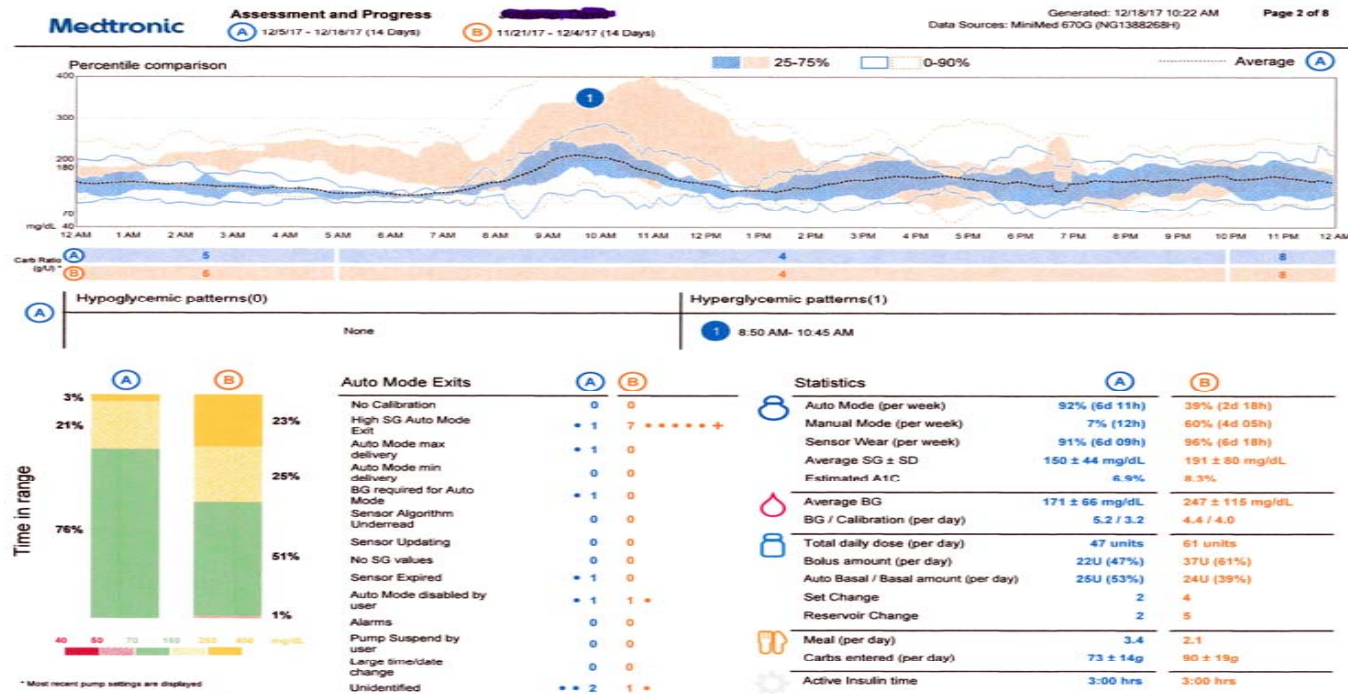 Medtronic
Assessment and Progress
A 12/5/17 - 12/18/17 (14 Days)
B 11/21/17 - 12/4/17 (14 Days)
Generated: 12/18/17 10:22 AM
Page 2 of 8
Data Sources: MiniMed 670G (NG1388268H)
Percentile comparison
25-75%
0-90%
Average A
400
300
200
180
70
40
mg/dL
1
12 AM 1 AM 2 AM 3 AM 4 AM 5 AM 6 AM 7 AM 8 AM 9 AM 10 AM 11 AM 12 PM 1 PM 2 PM 3 PM 4 PM 5 PM 6 PM 7 PM 8 PM 9 PM 10 PM 11 PM 12 AM
Carb Ratio (g/U) *
A 5 4 8
B 5 4 8
A
Hypoglycemic patterns(0)
None
Hyperglycemic patterns(1)
1 8:50 AM- 10:45 AM
Time in range
A B
3% 23%
21% 25%
76% 51%
1%
40 50 70 180 250 400 mg/dL
* Most recent pump settings are displayed
Auto Mode Exits A B
No Calibration 0 0
High SG Auto Mode Exit 1 7
Auto Mode max delivery 1 0
Auto Mode min delivery 0 0
BG required for Auto Mode 1 0
Sensor Algorithm Underread 0 0
Sensor Updating 0 0
No SG values 0 0
Sensor Expired 1 0
Auto Mode disabled by user 1 1
Alarms 0 0
Pump Suspend by user 0 0
Large time/date change 0 0
Unidentified 2 1
Statistics A B
Auto Mode (per week) 92% (6d 11h) 39% (2d 18h)
Manual Mode (per week) 7% (12h) 60% (4d 05h)
Sensor Wear (per week) 91% (6d 09h) 96% (6d 18h)
Average SG ± SD 150 ± 44 mg/dL 191 ± 80 mg/dL
Estimated A1C 6.9% 8.3%
Average BG 171 ± 66 mg/dL 247 ± 115 mg/dL
BG / Calibration (per day) 5.2 / 3.2 4.4 / 4.0
Total daily dose (per day) 47 units 61 units
Bolus amount (per day) 22U (47%) 37U (61%)
Auto Basal / Basal amount (per day) 25U (53%) 24U (39%)
Set Change 2 4
Reservoir Change 2 5
Meal (per day) 3.4 2.1
Carbs entered (per day) 73 ± 14g 90 ± 19g
Active Insulin time 3:00 hrs 3:00 hrs